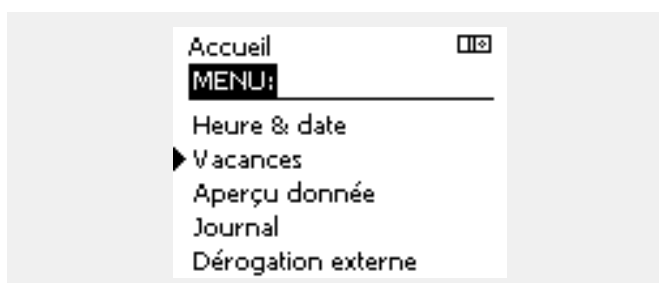 Accueil
MENU:
Heure & date
Vacances
Aperçu donnée
Journal
Dérogation externe